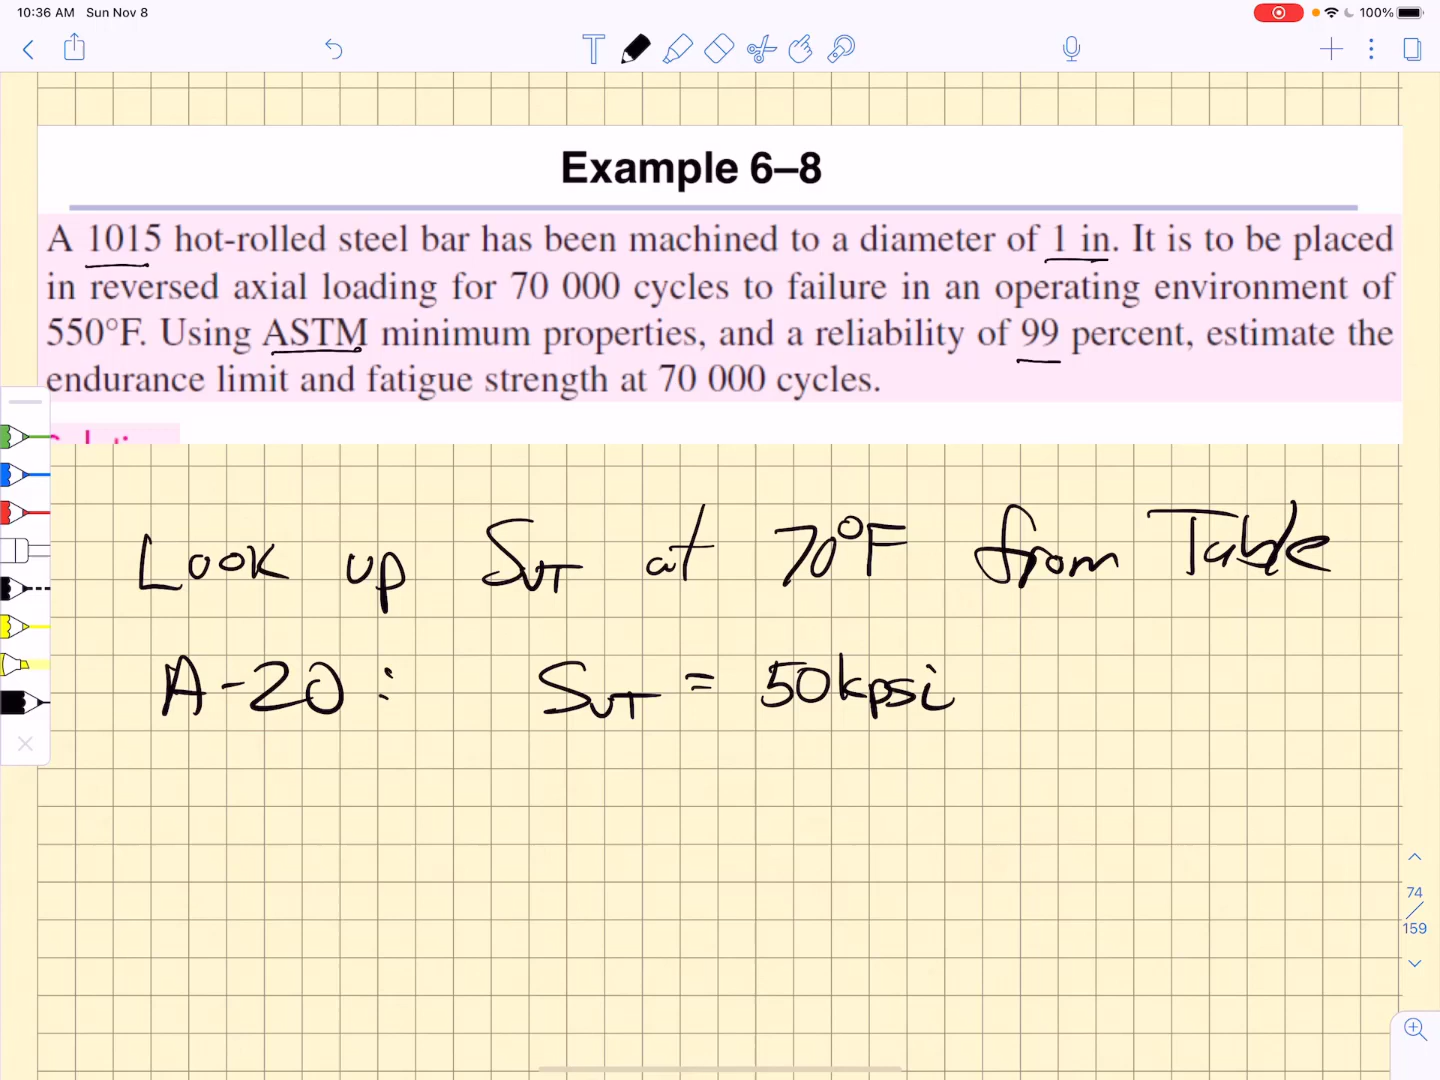 10:36 AM Sun Nov 8
100%
T
Example 6–8
A 1015 hot-rolled steel bar has been machined to a diameter of 1 in. It is to be placed
in reversed axial loading for 70 000 cycles to failure in an operating environment of
550°F. Using ASTM minimum properties, and a reliability of 99 percent, estimate the
endurance limit and fatigue strength at 70 000 cycles.
Look up SUT at 70°F from Table
A-20: SUT = 50kpsi
74
159